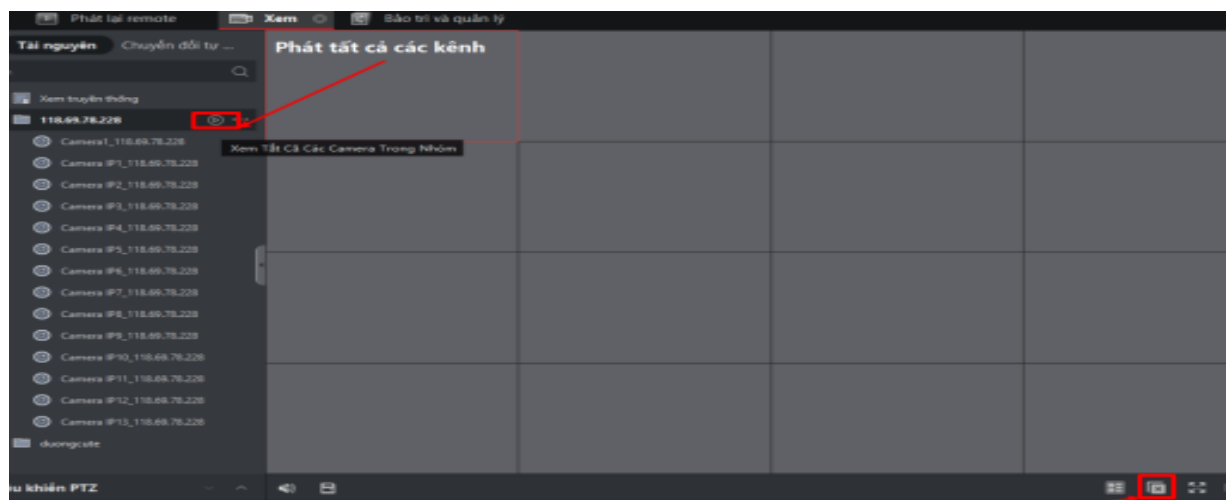 Phát lại remote
Xem
Bảo trì và quản lý
Tài nguyên
Chuyển đổi tự ...
Phát tất cả các kênh
Xem truyền thống
118.69.78.228
Camera1_118.69.78.228
Xem Tất Cả Các Camera Trong Nhóm
Camera IP1_118.69.78.228
Camera IP2_118.69.78.228
Camera IP3_118.69.78.228
Camera IP4_118.69.78.228
Camera IP5_118.69.78.228
Camera IP6_118.69.78.228
Camera IP7_118.69.78.228
Camera IP8_118.69.78.228
Camera IP9_118.69.78.228
Camera IP10_118.69.78.228
Camera IP11_118.69.78.228
Camera IP12_118.69.78.228
Camera IP13_118.69.78.228
duongcute
u khiển PTZ